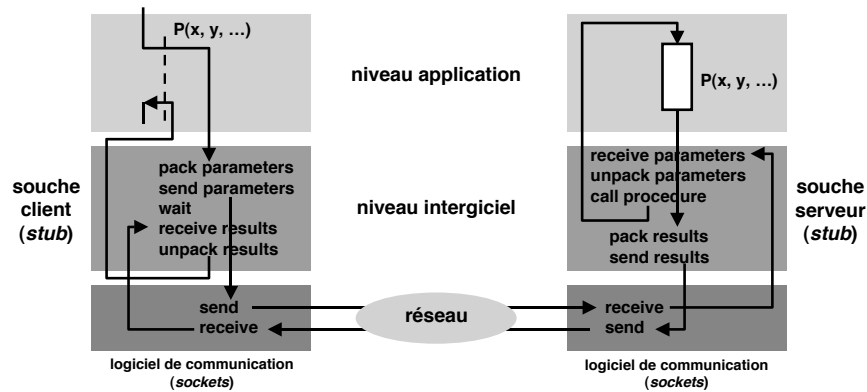 P(x, y, …)
niveau application
P(x, y, …)
souche
client
(stub)
pack parameters
send parameters
wait
receive results
unpack results
niveau intergiciel
receive parameters
unpack parameters
call procedure
pack results
send results
souche
serveur
(stub)
send
receive
réseau
receive
send
logiciel de communication
(sockets)
logiciel de communication
(sockets)